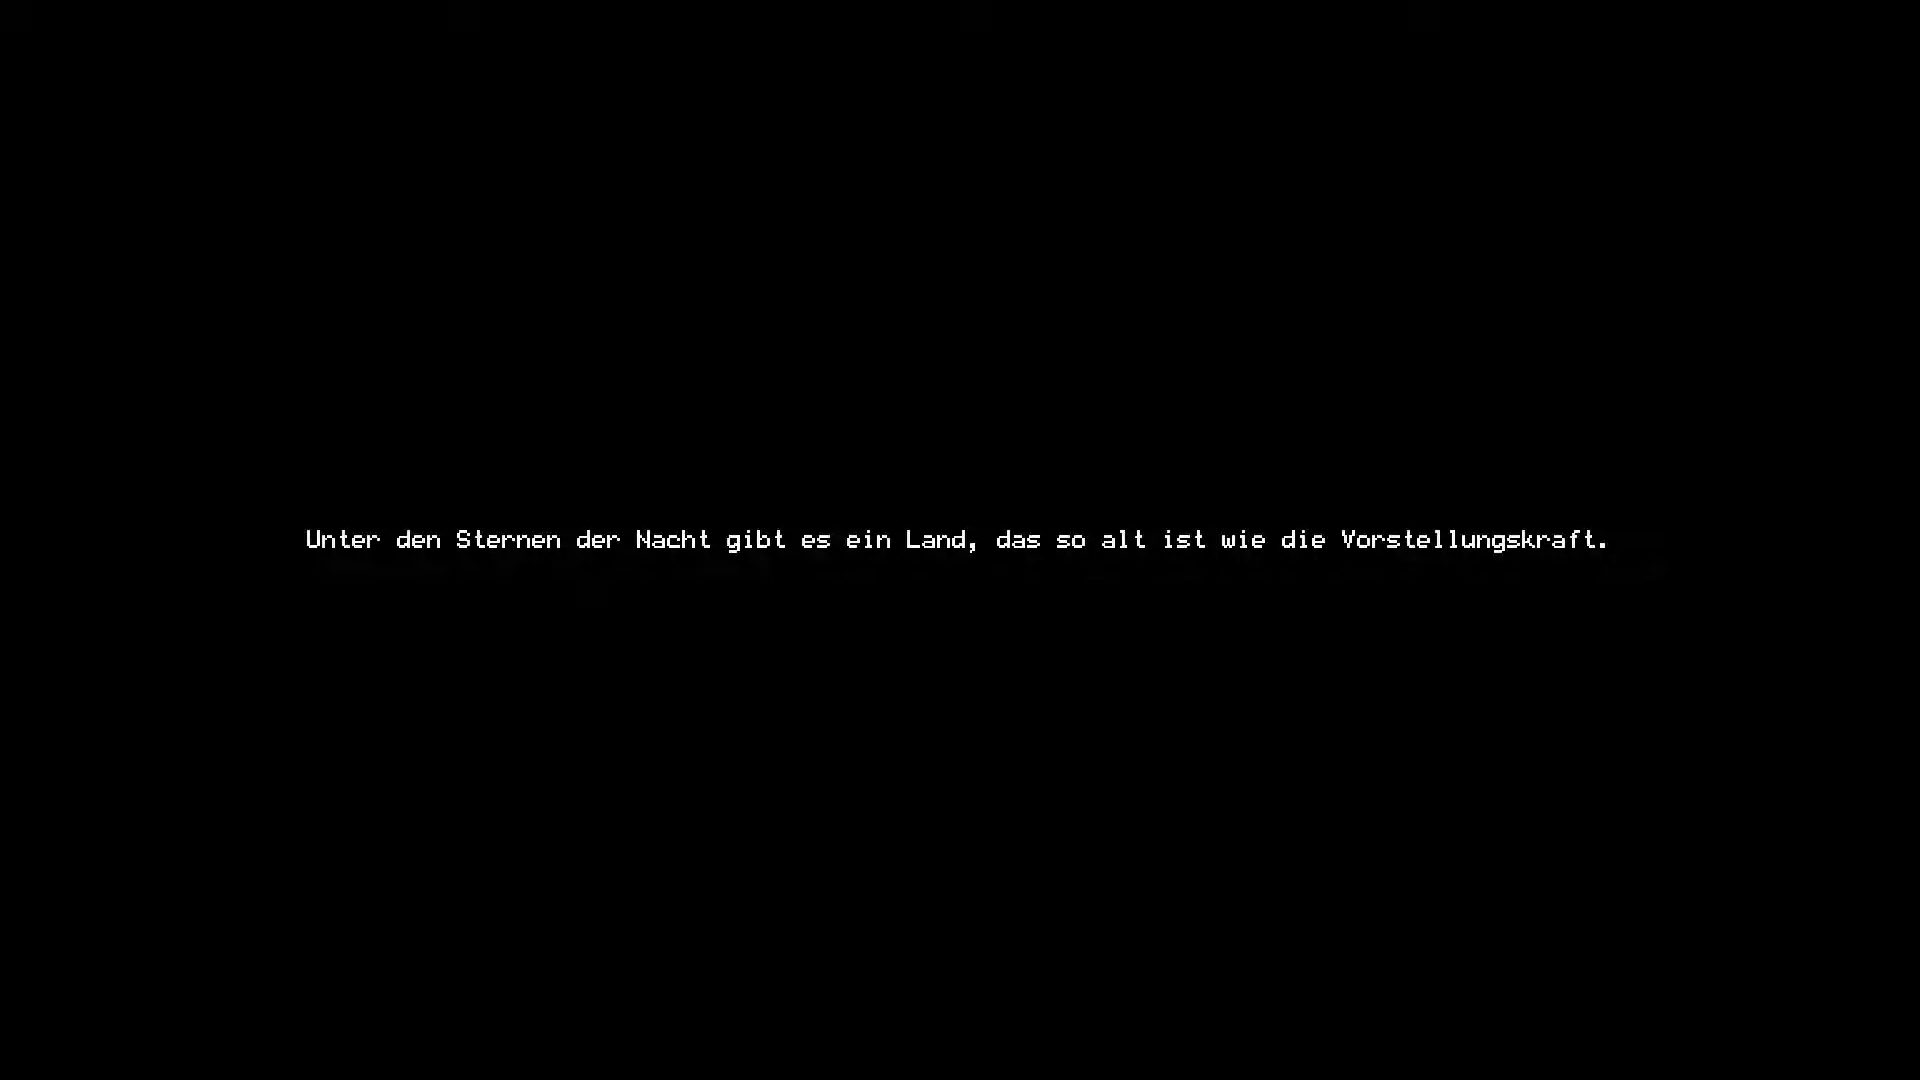 Unter den Sternen der Nacht gibt es ein Land, das so alt ist wie die Vorstellungskraft.